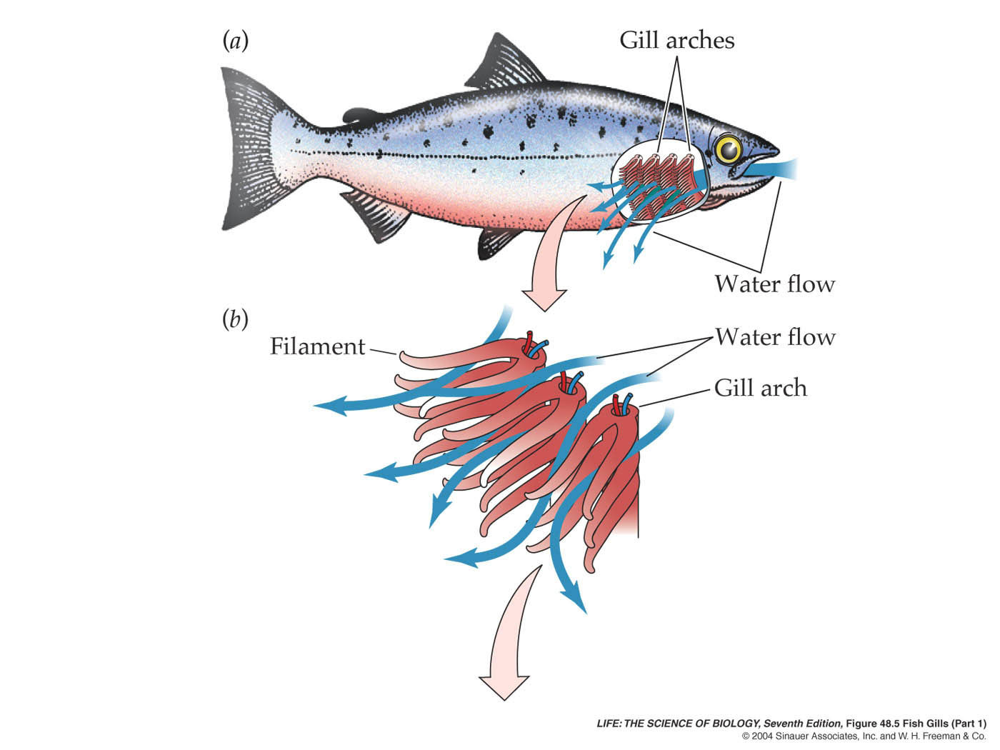 (a)
Gill arches
Water flow
(b)
Filament
Water flow
Gill arch
LIFE: THE SCIENCE OF BIOLOGY, Seventh Edition, Figure 48.5 Fish Gills (Part 1)
© 2004 Sinauer Associates, Inc. and W. H. Freeman & Co.